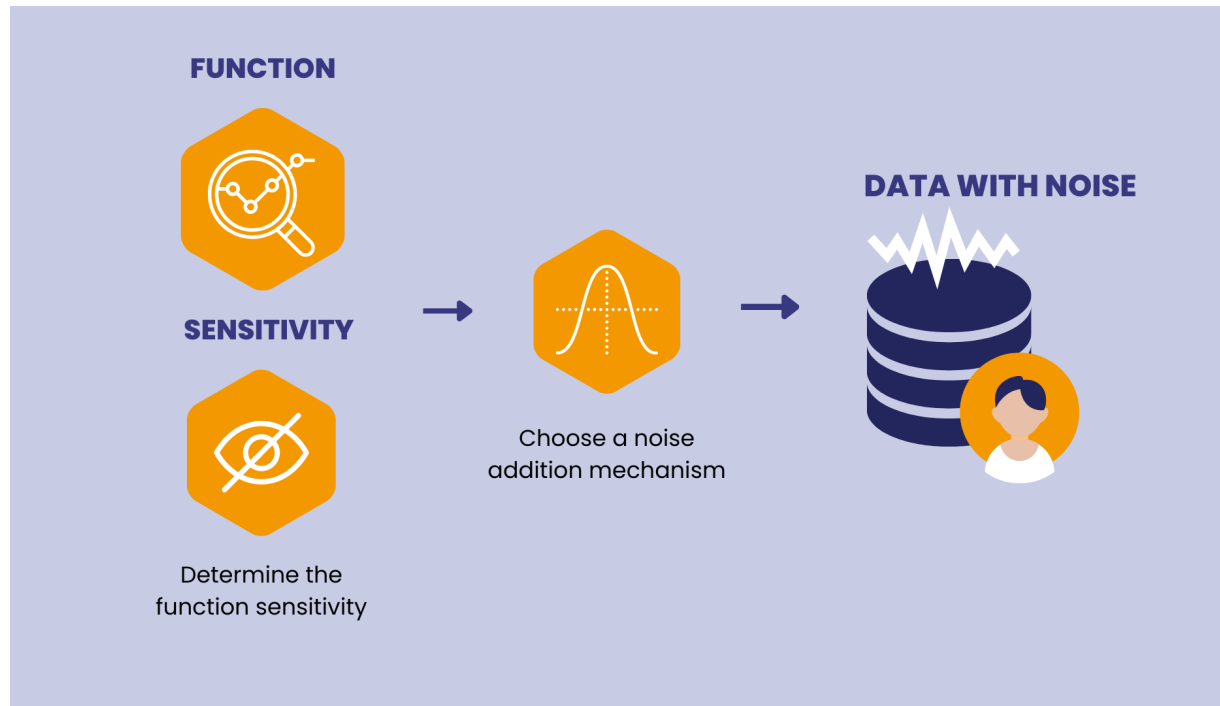 FUNCTION
SENSITIVITY
Determine the
function sensitivity
Choose a noise
addition mechanism
DATA WITH NOISE